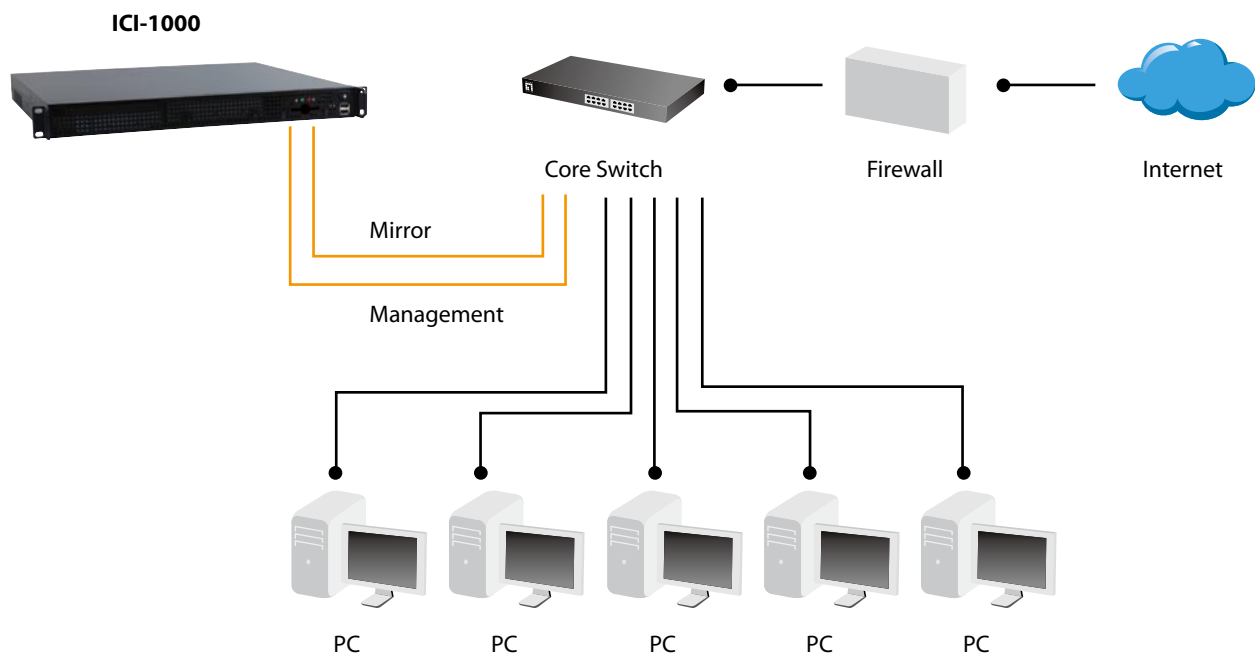 ICI-1000
Core Switch
Firewall
Internet
Mirror
Management
PC
PC
PC
PC
PC